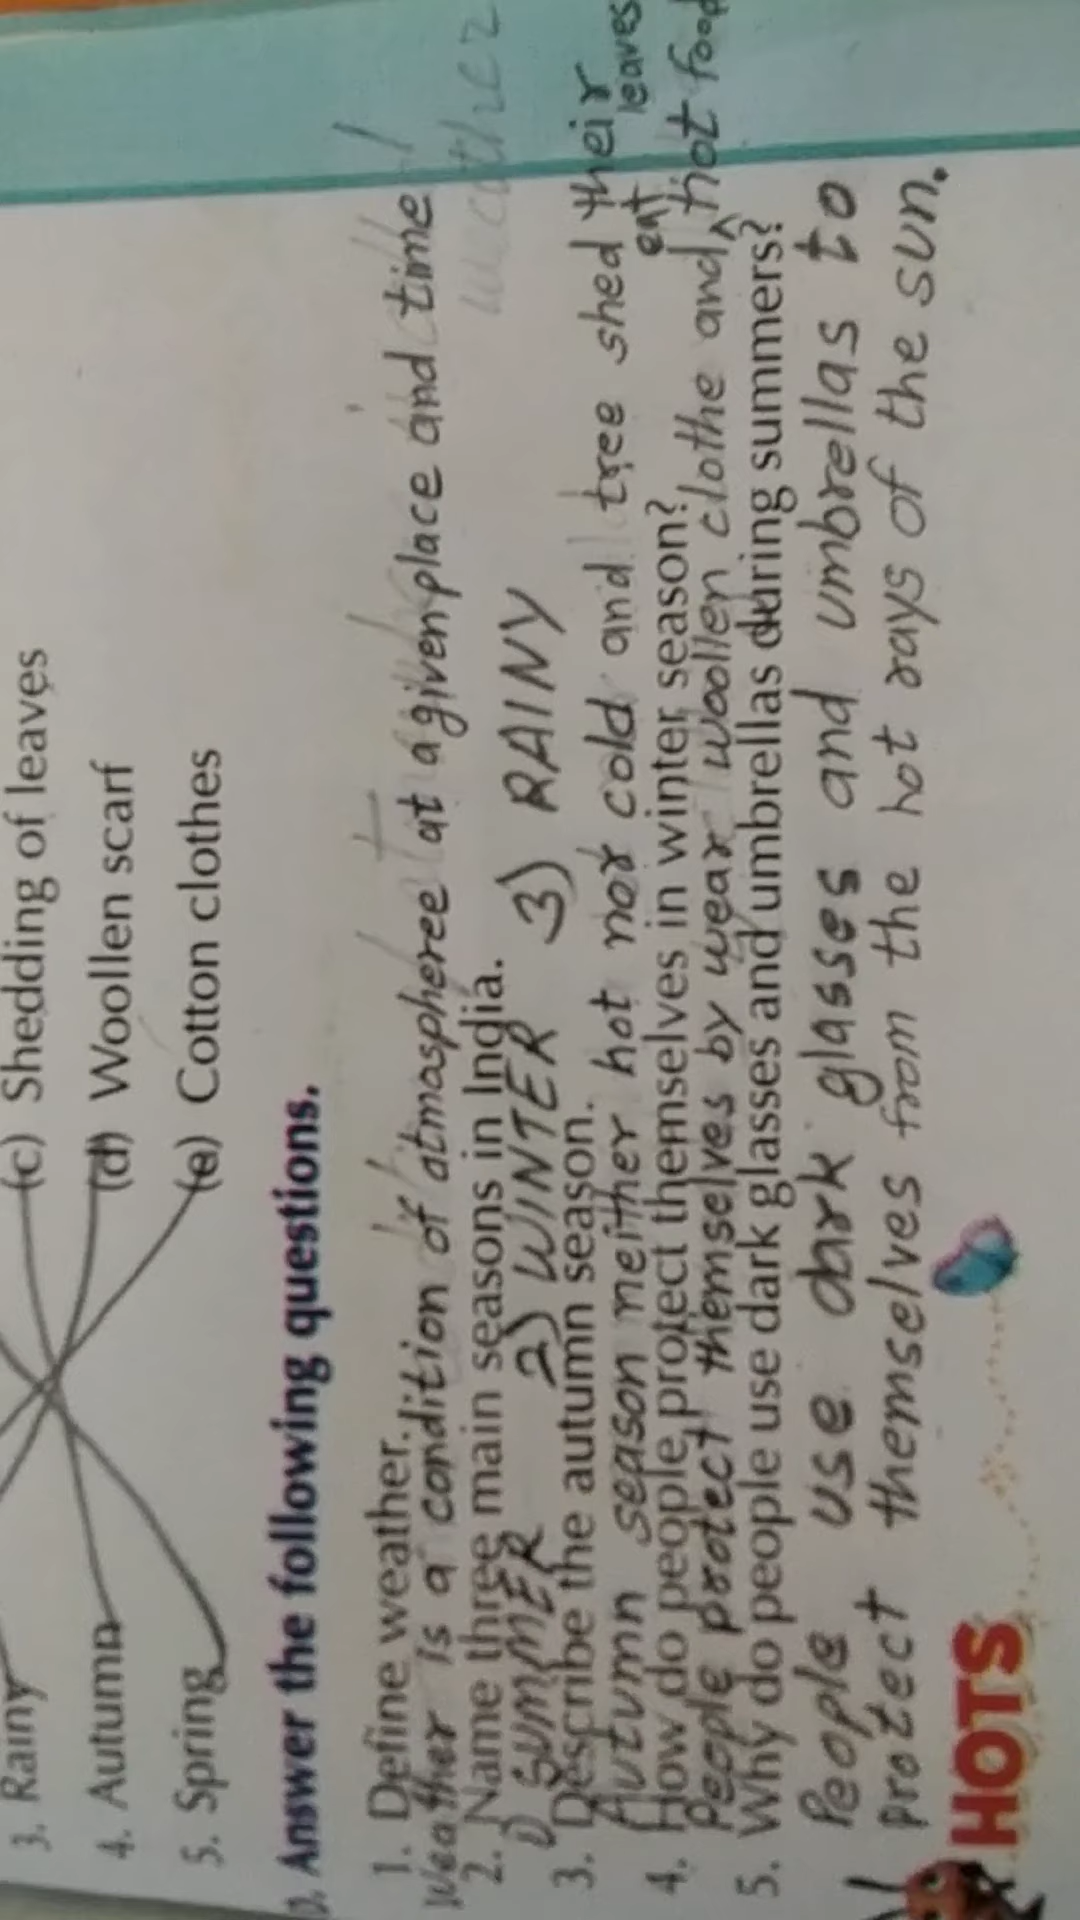 3. Rainy
(c) Shedding of leaves
4. Autumn
(d) Woollen scarf
5. Spring
(e) Cotton clothes
D. Answer the following questions.
1. Define weather.
Weather is a condition of atmospheree at a given place and time
2. Name three main seasons in India.
1) SUMMER 2) WINTER 3) RAINY
3. Describe the autumn season.
Autumn season meither hot nor cold and tree shed their leaves
4. How do people protect themselves in winter season?
People protect themselves by wear woollen clothe and hot food
5. Why do people use dark glasses and umbrellas during summers?
People use dark glasses and umbrellas to
protect themselves from the hot rays of the sun.
HOTS